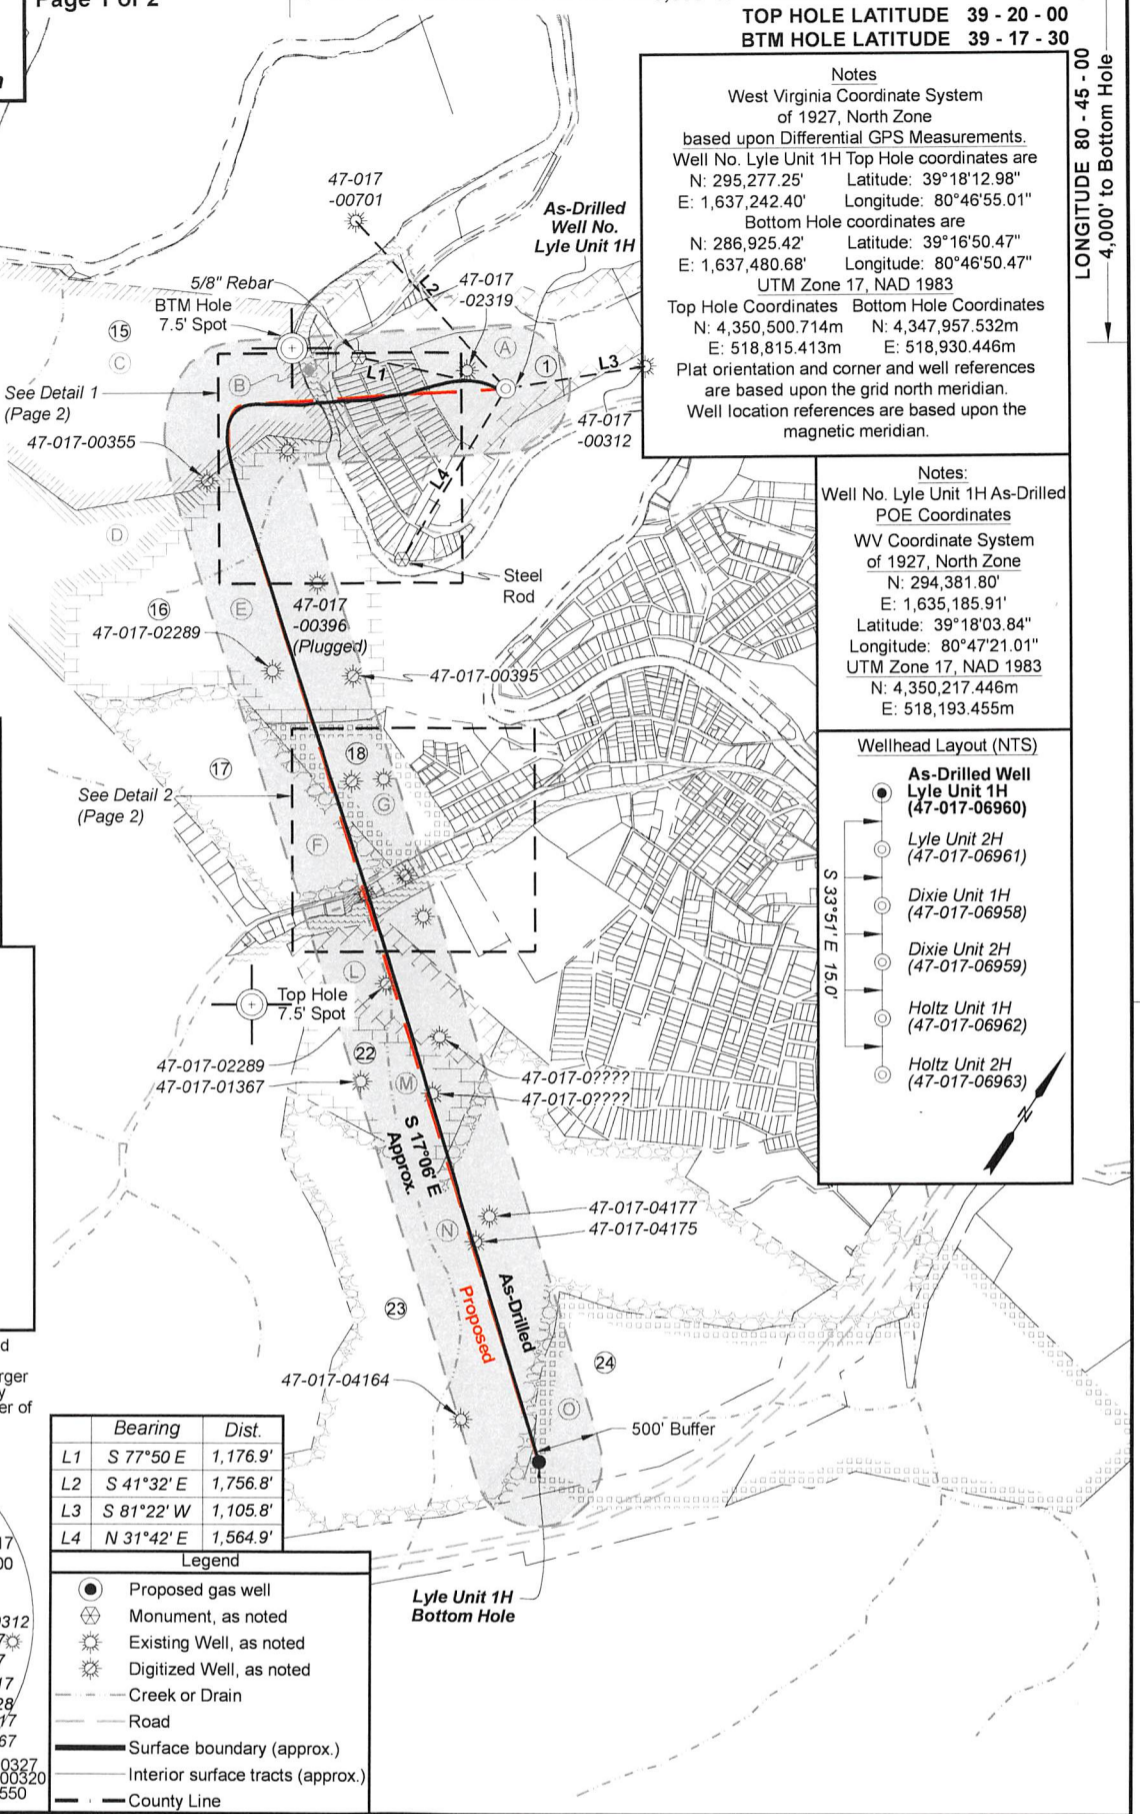 Page 1 of 2
TOP HOLE LATITUDE 39 - 20 - 00
BTM HOLE LATITUDE 39 - 17 - 30
LONGITUDE 80 - 45 - 00
4,000' to Bottom Hole
Notes
West Virginia Coordinate System
of 1927, North Zone
based upon Differential GPS Measurements.
Well No. Lyle Unit 1H Top Hole coordinates are
N: 295,277.25' Latitude: 39°18'12.98"
E: 1,637,242.40' Longitude: 80°46'55.01"
Bottom Hole coordinates are
N: 286,925.42' Latitude: 39°16'50.47"
E: 1,637,480.68' Longitude: 80°46'50.47"
UTM Zone 17, NAD 1983
Top Hole Coordinates Bottom Hole Coordinates
N: 4,350,500.714m N: 4,347,957.532m
E: 518,815.413m E: 518,930.446m
Plat orientation and corner and well references
are based upon the grid north meridian.
Well location references are based upon the
magnetic meridian.
47-017
-00701
As-Drilled
Well No.
Lyle Unit 1H
5/8" Rebar
L2
47-017
-02319
BTM Hole
7.5' Spot
15
C
A
1
L3
L1
B
See Detail 1
(Page 2)
47-017
-00312
47-017-00355
L4
D
Steel
Rod
E
16
47-017
-00396
(Plugged)
47-017-02289
47-017-00395
Notes:
Well No. Lyle Unit 1H As-Drilled
POE Coordinates
WV Coordinate System
of 1927, North Zone
N: 294,381.80'
E: 1,635,185.91'
Latitude: 39°18'03.84"
Longitude: 80°47'21.01"
UTM Zone 17, NAD 1983
N: 4,350,217.446m
E: 518,193.455m
17
18
See Detail 2
(Page 2)
G
F
Wellhead Layout (NTS)
As-Drilled Well
Lyle Unit 1H
(47-017-06960)
Lyle Unit 2H
(47-017-06961)
Dixie Unit 1H
(47-017-06958)
Dixie Unit 2H
(47-017-06959)
Holtz Unit 1H
(47-017-06962)
Holtz Unit 2H
(47-017-06963)
S 33°51' E 15.0'
N
L
Top Hole
7.5' Spot
47-017-02289
22
47-017-01367
M
47-017-0????
47-017-0????
S 17°06' E
Approx.
47-017-04177
47-017-04175
N
As-Drilled
Proposed
23
24
47-017-04164
O
500' Buffer
Lyle Unit 1H
Bottom Hole
d
rger
y
er of
Bearing Dist.
L1 S 77°50 E 1,176.9'
L2 S 41°32' E 1,756.8'
L3 S 81°22' W 1,105.8'
L4 N 31°42' E 1,564.9'
Legend
Proposed gas well
Monument, as noted
Existing Well, as noted
Digitized Well, as noted
Creek or Drain
Road
Surface boundary (approx.)
Interior surface tracts (approx.)
County Line
17
00
0312
17
28
17
67
0327
00320
550